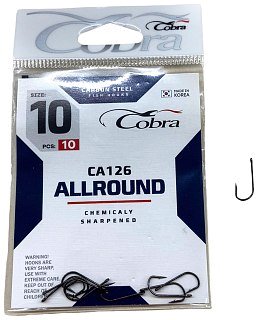 Cobra
CARBON STEEL
FISH HOOKS
SIZE:
10
PCS: 10
MADE IN
KOREA
Cobra
CA126
ALLROUND
CHEMICALY
SHARPENED
WARNING!
HOOKS ARE
VERY SHARP.
USE WITH
EXTREME CARE.
KEEP OUT OF
REACH OF
CHILDREN